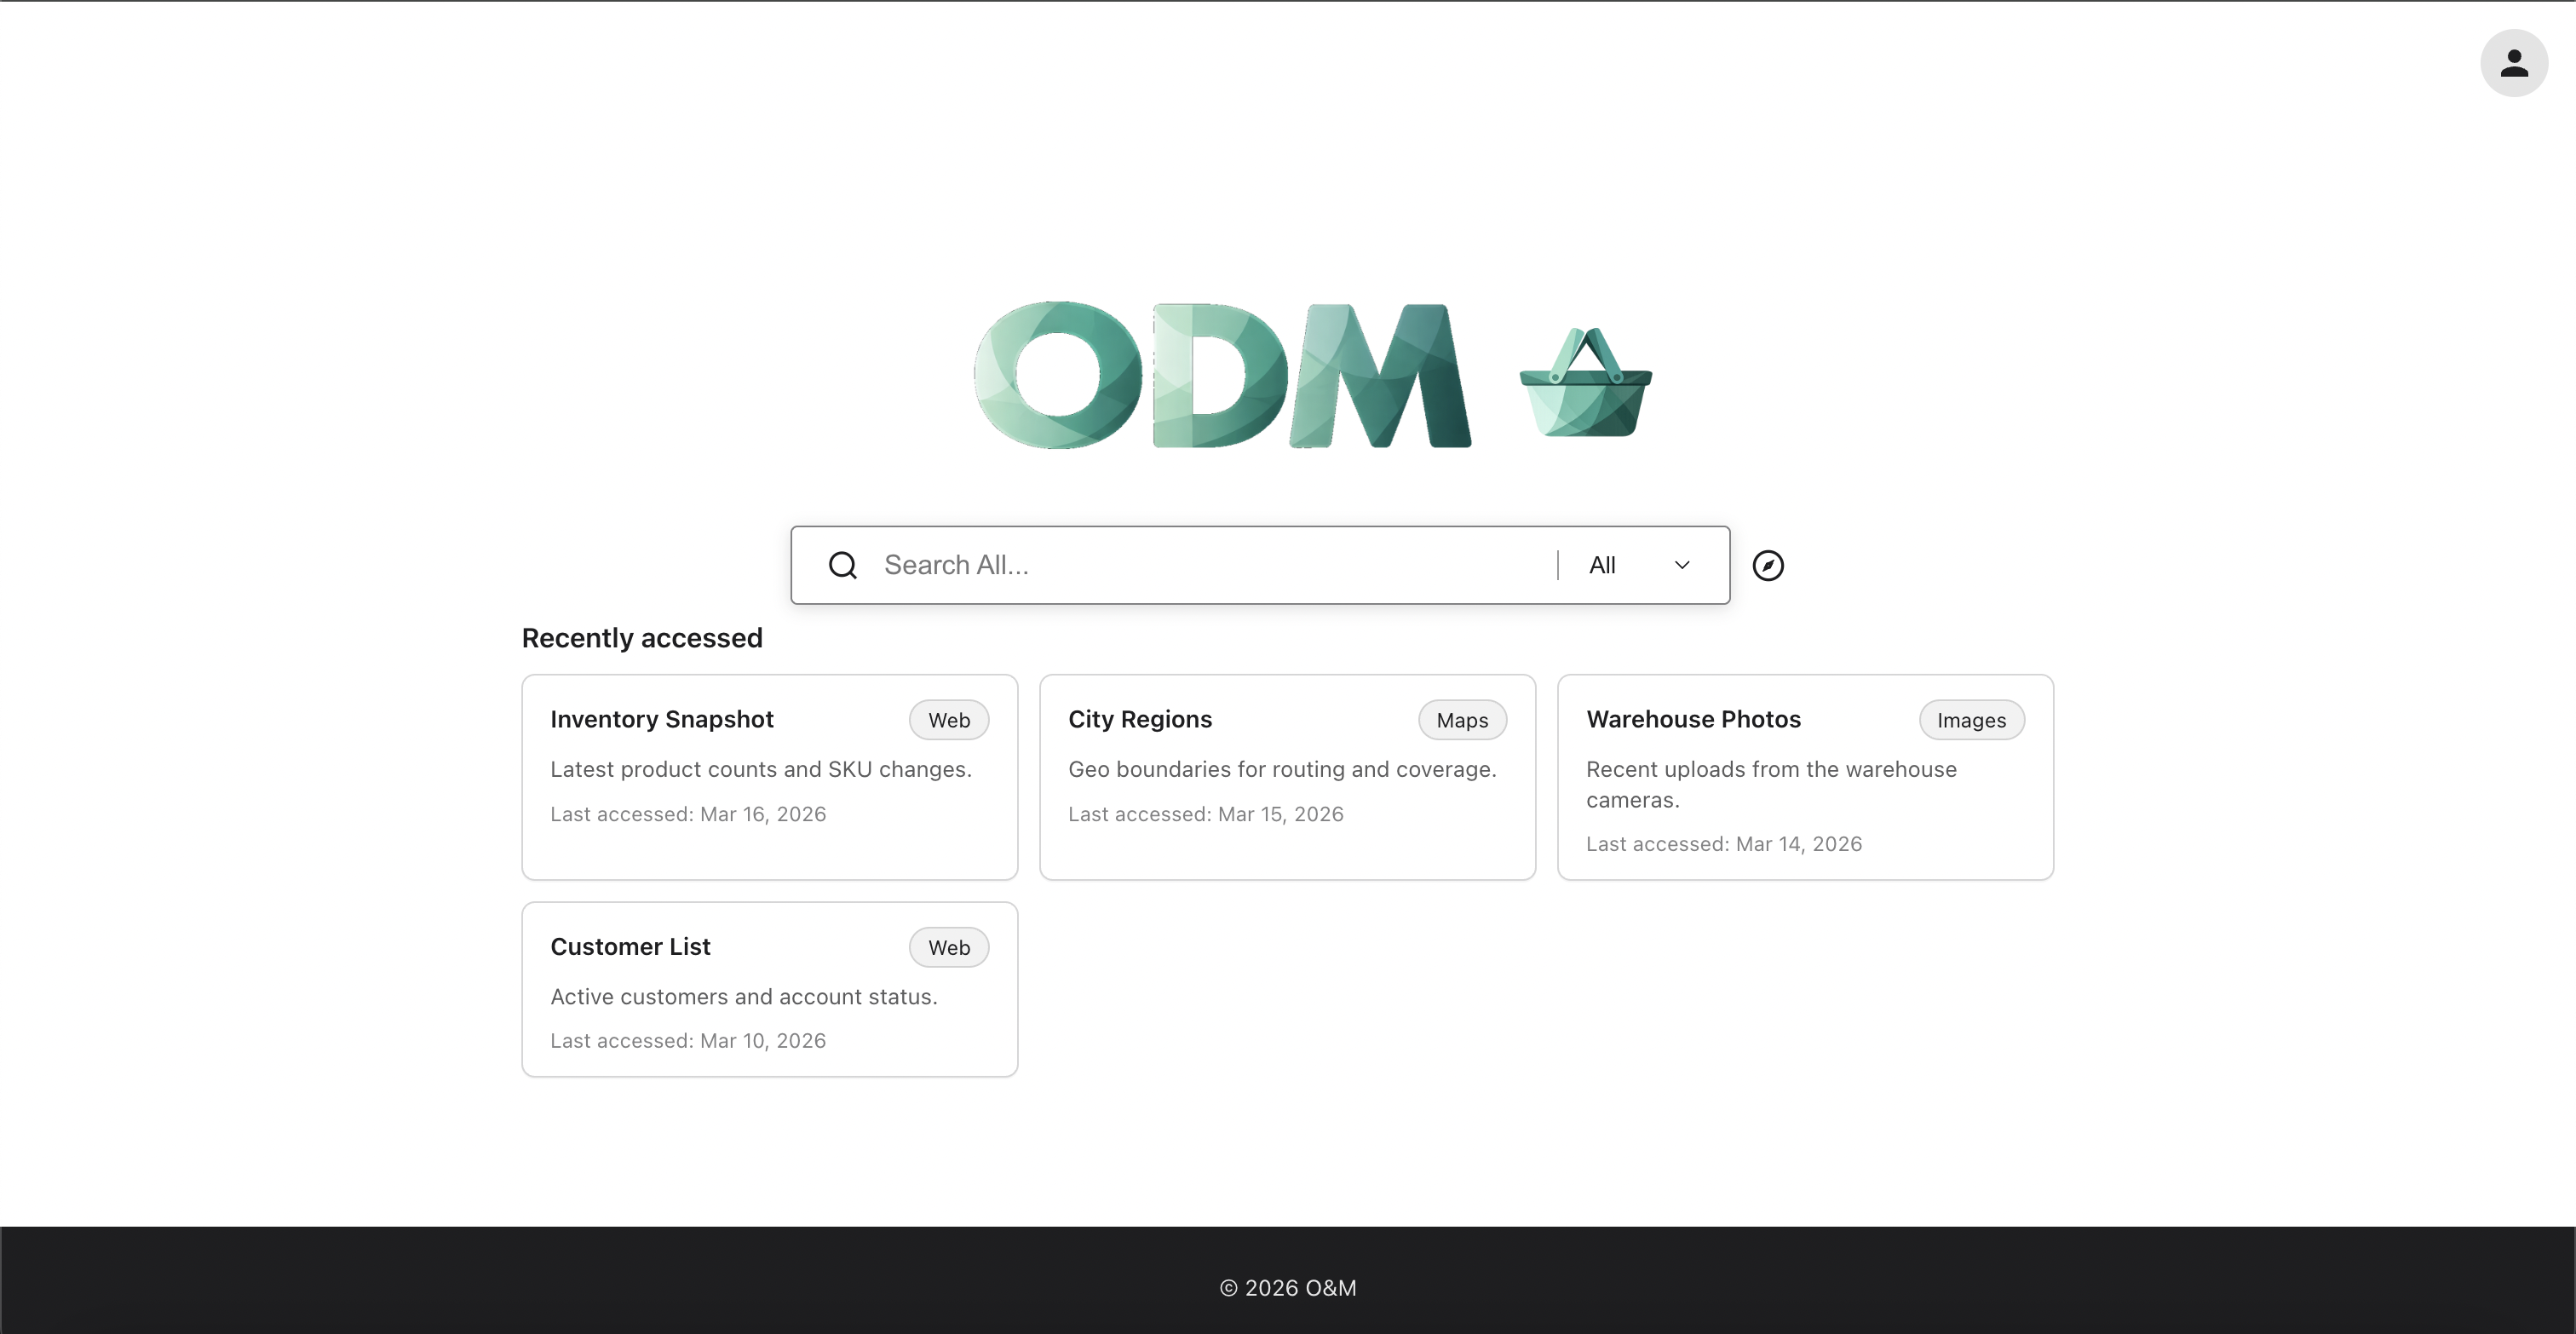 ODM
Search All...
All
Recently accessed
Inventory Snapshot
Web
Latest product counts and SKU changes.
Last accessed: Mar 16, 2026
City Regions
Maps
Geo boundaries for routing and coverage.
Last accessed: Mar 15, 2026
Warehouse Photos
Images
Recent uploads from the warehouse
cameras.
Last accessed: Mar 14, 2026
Customer List
Web
Active customers and account status.
Last accessed: Mar 10, 2026
© 2026 O&M